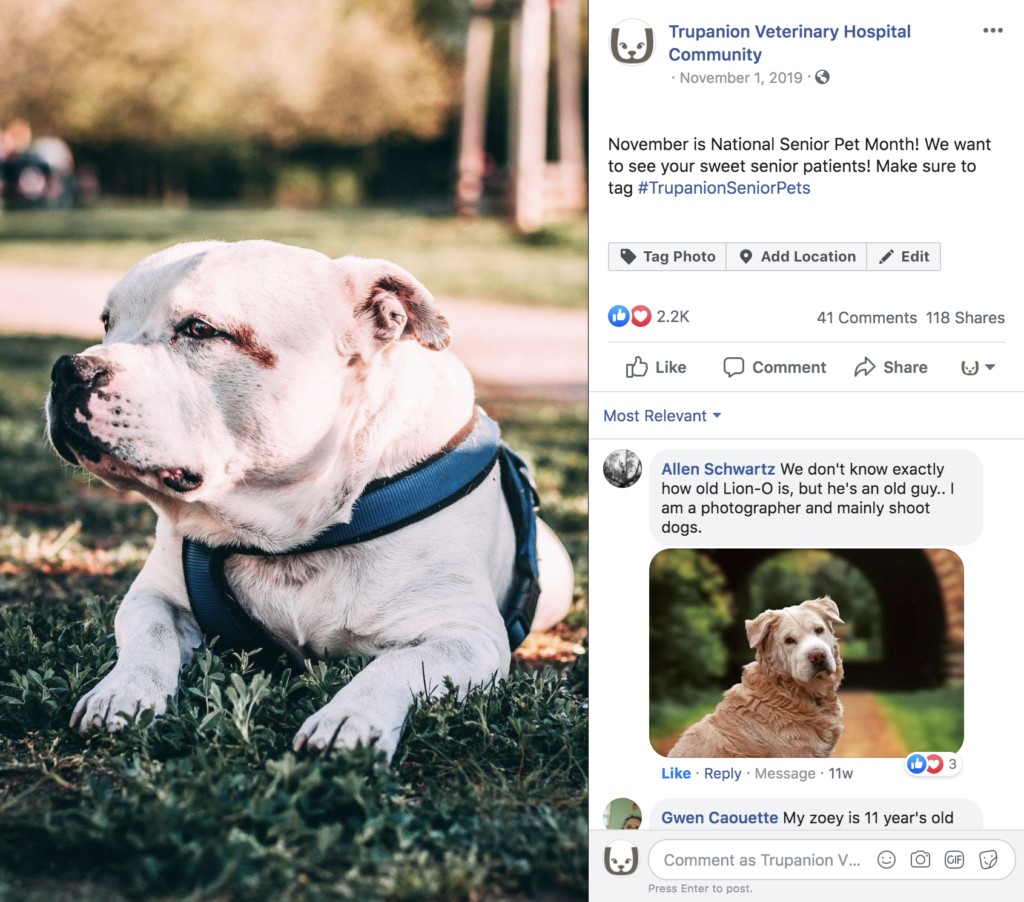 Trupanion Veterinary Hospital
Community
· November 1, 2019 ·
November is National Senior Pet Month! We want
to see your sweet senior patients! Make sure to
tag #TrupanionSeniorPets
Tag Photo Add Location Edit
2.2K 41 Comments 118 Shares
Like Comment Share
Most Relevant
Allen Schwartz We don't know exactly
how old Lion-O is, but he's an old guy.. I
am a photographer and mainly shoot
dogs.
Like · Reply · Message · 11w 3
Gwen Caouette My zoey is 11 year's old
Comment as Trupanion V... GIF
Press Enter to post.